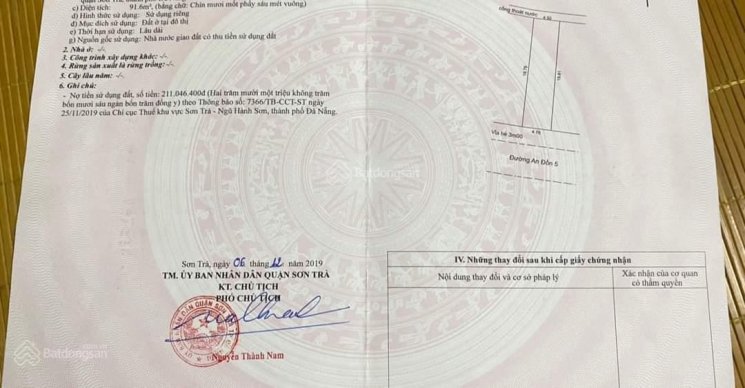 c) Diện tích: 91.6m², (bằng chữ: Chín mươi mốt phẩy sáu mét vuông)
d) Hình thức sử dụng: Sử dụng riêng
đ) Mục đích sử dụng: Đất ở tại đô thị
e) Thời hạn sử dụng: Lâu dài
g) Nguồn gốc sử dụng: Nhà nước giao đất có thu tiền sử dụng đất
2. Nhà ở: -/-.
3. Công trình xây dựng khác: -/-.
4. Rừng sản xuất là rừng trồng: -/-.
5. Cây lâu năm: -/-.
6. Ghi chú:
- Nợ tiền sử dụng đất, số tiền: 211.046.400đ (Hai trăm mười một triệu không trăm
bốn mươi sáu ngàn bốn trăm đồng y) theo Thông báo số: 7366/TB-CCT-ST ngày
25/11/2019 của Chi cục Thuế khu vực Sơn Trà - Ngũ Hành Sơn, thành phố Đà Nẵng.
Sơn Trà, ngày 06 tháng 12 năm 2019
TM. ỦY BAN NHÂN DÂN QUẬN SƠN TRÀ
KT. CHỦ TỊCH
PHÓ CHỦ TỊCH
Nguyễn Thành Nam
cống thoát nước
4.50
Vỉa hè 3m00
Đường An Đồn 5
IV. Những thay đổi sau khi cấp giấy chứng nhận
Nội dung thay đổi và cơ sở pháp lý
Xác nhận của cơ quan
có thẩm quyền
Batdongsan
Batdongsan
Batdongsan